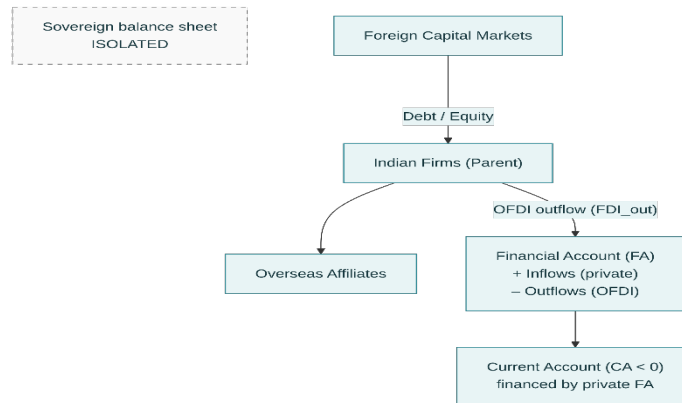 Sovereign balance sheet
ISOLATED
Foreign Capital Markets
Debt / Equity
Indian Firms (Parent)
OFDI outflow (FDI_out)
Overseas Affiliates
Financial Account (FA)
+ Inflows (private)
– Outflows (OFDI)
Current Account (CA < 0)
financed by private FA